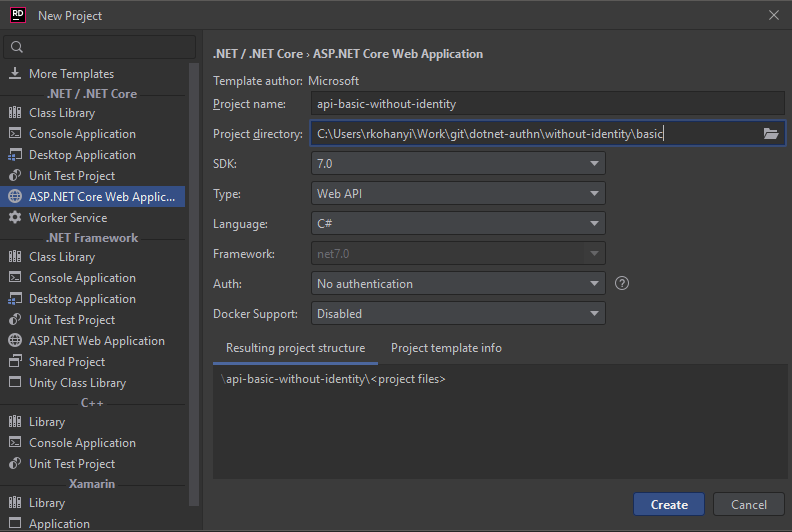 RD New Project
More Templates
.NET / .NET Core
Class Library
Console Application
Desktop Application
Unit Test Project
ASP.NET Core Web Applic...
Worker Service
.NET Framework
Class Library
Console Application
Desktop Application
Unit Test Project
ASP.NET Web Application
Shared Project
Unity Class Library
C++
Library
Console Application
Unit Test Project
Xamarin
Library
Application
.NET / .NET Core › ASP.NET Core Web Application
Template author: Microsoft
Project name: api-basic-without-identity
Project directory: C:\Users\rkohanyi\Work\git\dotnet-authn\without-identity\basic
SDK: 7.0
Type: Web API
Language: C#
Framework: net7.0
Auth: No authentication ?
Docker Support: Disabled
Resulting project structure Project template info
\api-basic-without-identity\<project files>
Create Cancel